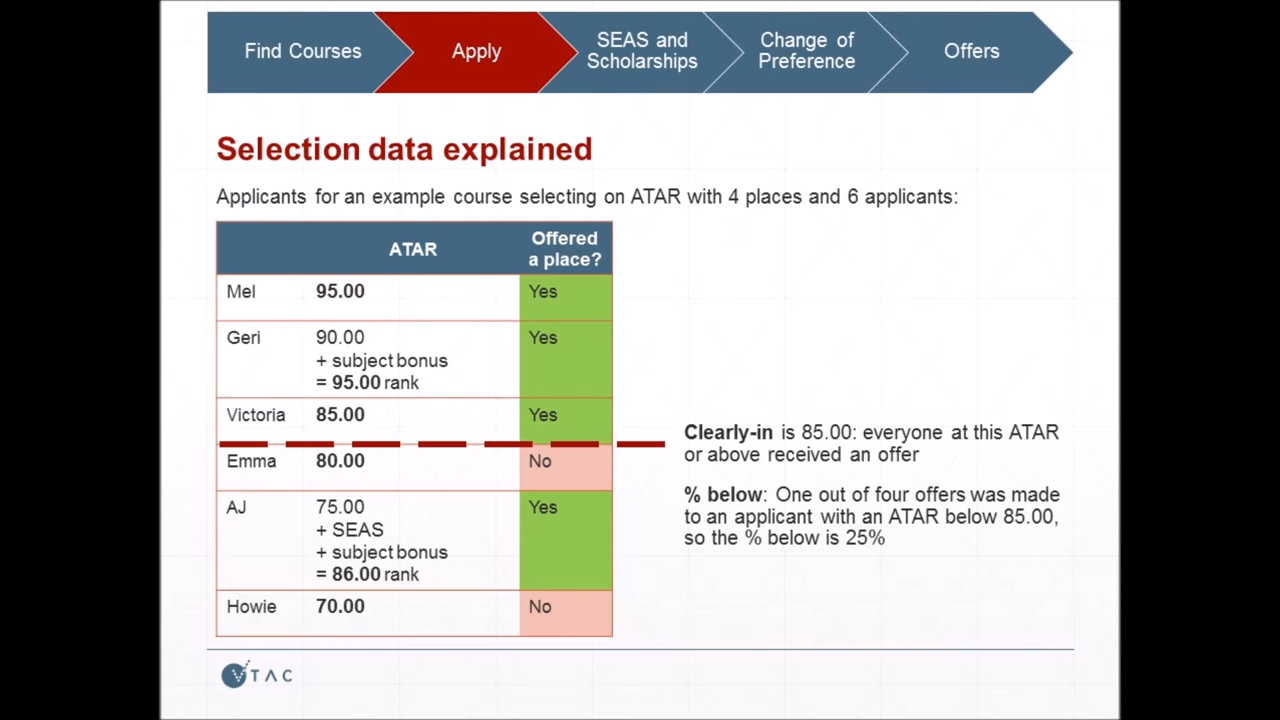 Find Courses
Apply
SEAS and
Scholarships
Change of
Preference
Offers
Selection data explained
Applicants for an example course selecting on ATAR with 4 places and 6 applicants:
ATAR
Offered
a place?
Mel 95.00 Yes
Geri 90.00 Yes
+ subject bonus
= 95.00 rank
Victoria 85.00 Yes
Emma 80.00 No
AJ 75.00 Yes
+ SEAS
+ subject bonus
= 86.00 rank
Howie 70.00 No
Clearly-in is 85.00: everyone at this ATAR
or above received an offer
% below: One out of four offers was made
to an applicant with an ATAR below 85.00,
so the % below is 25%
VTAC